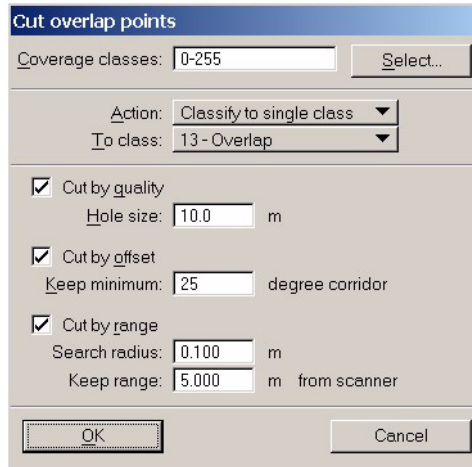 Cut overlap points
Coverage classes: 0-255 Select...
Action: Classify to single class
To class: 13 - Overlap
Cut by quality
Hole size: 10.0 m
Cut by offset
Keep minimum: 25 degree corridor
Cut by range
Search radius: 0.100 m
Keep range: 5.000 m from scanner
OK Cancel